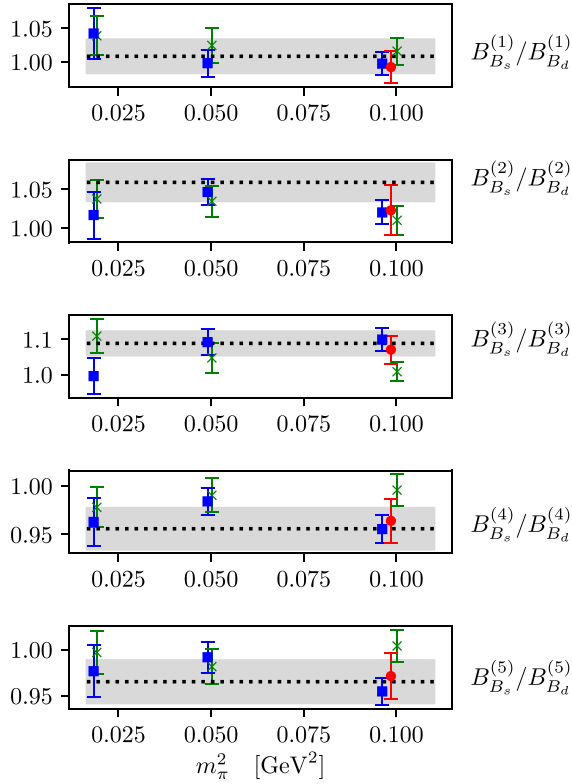 1.05
1.00
0.025 0.050 0.075 0.100
$B_{B_s}^{(1)}/B_{B_d}^{(1)}$
1.05
1.00
0.025 0.050 0.075 0.100
$B_{B_s}^{(2)}/B_{B_d}^{(2)}$
1.1
1.0
0.025 0.050 0.075 0.100
$B_{B_s}^{(3)}/B_{B_d}^{(3)}$
1.00
0.95
0.025 0.050 0.075 0.100
$B_{B_s}^{(4)}/B_{B_d}^{(4)}$
1.00
0.95
0.025 0.050 0.075 0.100
$B_{B_s}^{(5)}/B_{B_d}^{(5)}$
$m_\pi^2$ [GeV$^2$]